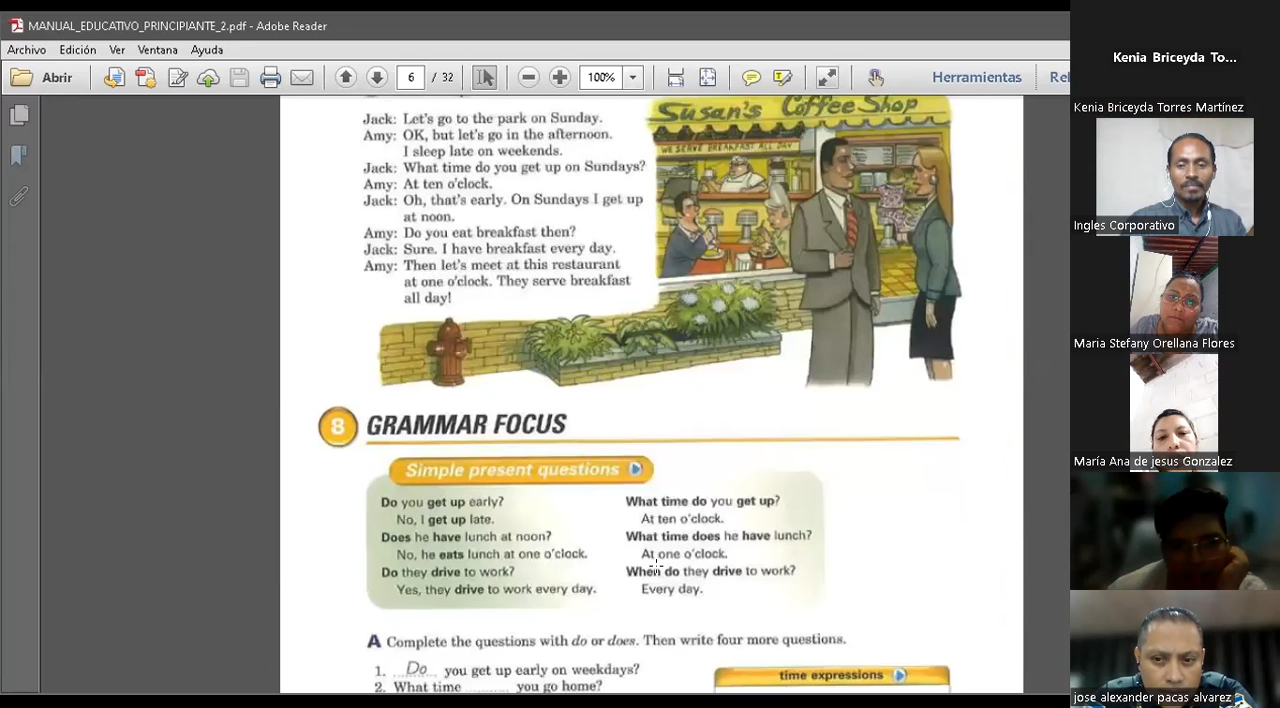 MANUAL_EDUCATIVO_PRINCIPIANTE_2.pdf - Adobe Reader
Archivo Edición Ver Ventana Ayuda
Abrir 6 / 32 100% Herramientas
Jack: Let's go to the park on Sunday.
Amy: OK, but let's go in the afternoon.
I sleep late on weekends.
Jack: What time do you get up on Sundays?
Amy: At ten o'clock.
Jack: Oh, that's early. On Sundays I get up
at noon.
Amy: Do you eat breakfast then?
Jack: Sure. I have breakfast every day.
Amy: Then let's meet at this restaurant
at one o'clock. They serve breakfast
all day!
Susan's Coffee Shop
WE SERVE BREAKFAST ALL DAY
8 GRAMMAR FOCUS
Simple present questions
Do you get up early?
No, I get up late.
Does he have lunch at noon?
No, he eats lunch at one o'clock.
Do they drive to work?
Yes, they drive to work every day.
What time do you get up?
At ten o'clock.
What time does he have lunch?
At one o'clock.
When do they drive to work?
Every day.
A Complete the questions with do or does. Then write four more questions.
1. Do you get up early on weekdays?
2. What time ........ you go home?
time expressions
Kenia Briceyda To...
Kenia Briceyda Torres Martínez
Ingles Corporativo
Maria Stefany Orellana Flores
María Ana de jesus Gonzalez
jose alexander pacas alvarez